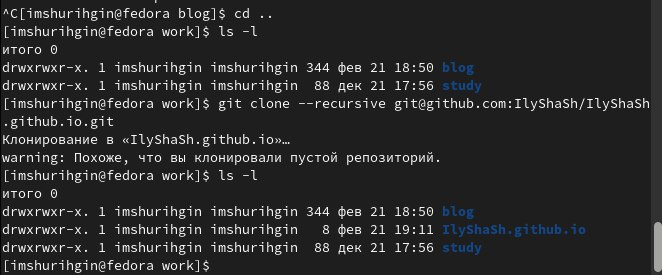 ^C[imshurihgin@fedora blog]$ cd ..
[imshurihgin@fedora work]$ ls -l
итого 0
drwxrwxr-x. 1 imshurihgin imshurihgin 344 фев 21 18:50 blog
drwxrwxr-x. 1 imshurihgin imshurihgin  88 дек 21 17:56 study
[imshurihgin@fedora work]$ git clone --recursive git@github.com:IlyShaSh/IlyShaSh
.github.io.git
Клонирование в «IlyShaSh.github.io»…
warning: Похоже, что вы клонировали пустой репозиторий.
[imshurihgin@fedora work]$ ls -l
итого 0
drwxrwxr-x. 1 imshurihgin imshurihgin 344 фев 21 18:50 blog
drwxrwxr-x. 1 imshurihgin imshurihgin   8 фев 21 19:11 IlyShaSh.github.io
drwxrwxr-x. 1 imshurihgin imshurihgin  88 дек 21 17:56 study
[imshurihgin@fedora work]$